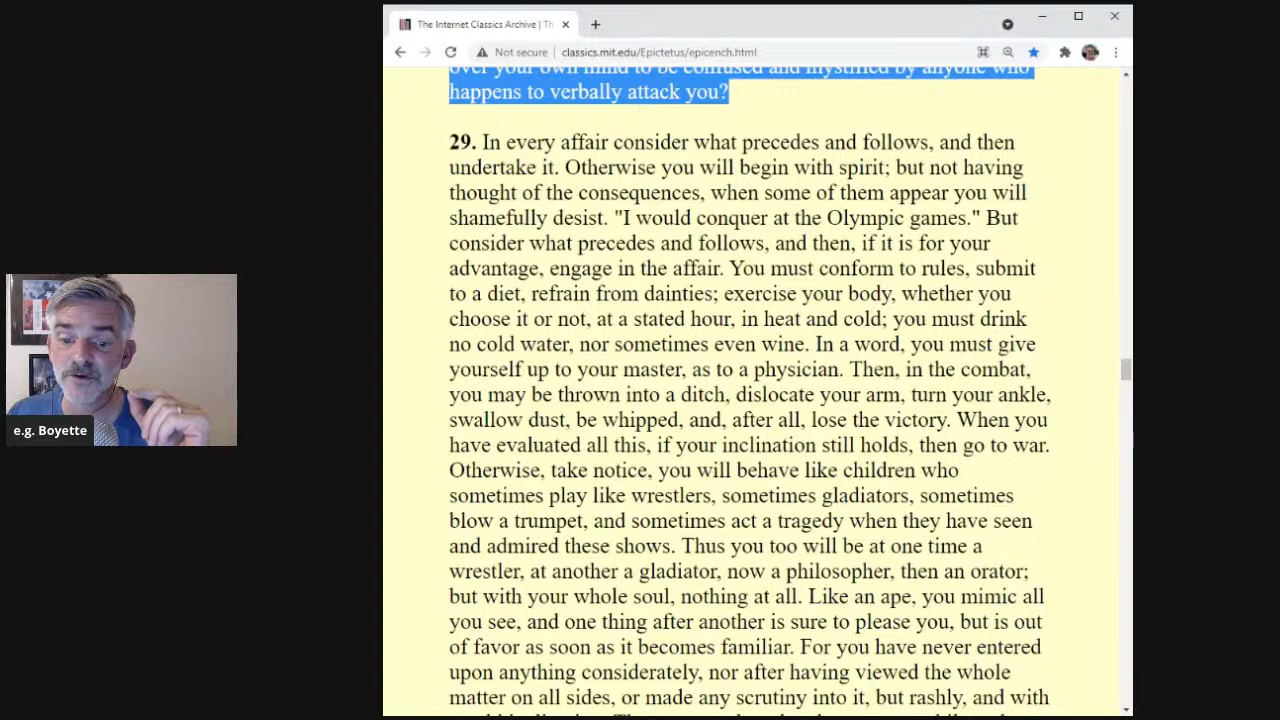 The Internet Classics Archive | Th
Not secure
classics.mit.edu/Epictetus/epicench.html
over your own mind to be confused and mystified by anyone who
happens to verbally attack you?
29. In every affair consider what precedes and follows, and then
undertake it. Otherwise you will begin with spirit; but not having
thought of the consequences, when some of them appear you will
shamefully desist. "I would conquer at the Olympic games." But
consider what precedes and follows, and then, if it is for your
advantage, engage in the affair. You must conform to rules, submit
to a diet, refrain from dainties; exercise your body, whether you
choose it or not, at a stated hour, in heat and cold; you must drink
no cold water, nor sometimes even wine. In a word, you must give
yourself up to your master, as to a physician. Then, in the combat,
you may be thrown into a ditch, dislocate your arm, turn your ankle,
swallow dust, be whipped, and, after all, lose the victory. When you
have evaluated all this, if your inclination still holds, then go to war.
Otherwise, take notice, you will behave like children who
sometimes play like wrestlers, sometimes gladiators, sometimes
blow a trumpet, and sometimes act a tragedy when they have seen
and admired these shows. Thus you too will be at one time a
wrestler, at another a gladiator, now a philosopher, then an orator;
but with your whole soul, nothing at all. Like an ape, you mimic all
you see, and one thing after another is sure to please you, but is out
of favor as soon as it becomes familiar. For you have never entered
upon anything considerately, nor after having viewed the whole
matter on all sides, or made any scrutiny into it, but rashly, and with
e.g. Boyette